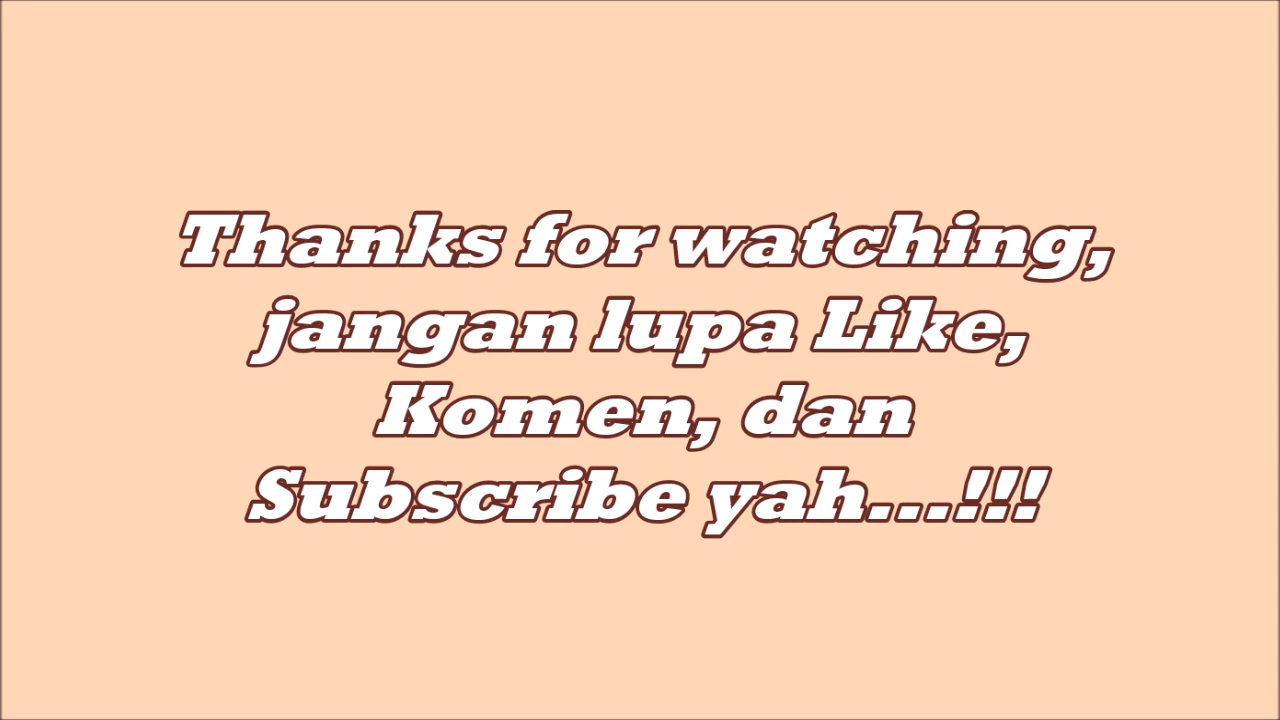 Thanks for watching,
jangan lupa Like,
Komen, dan
Subscribe yah...!!!